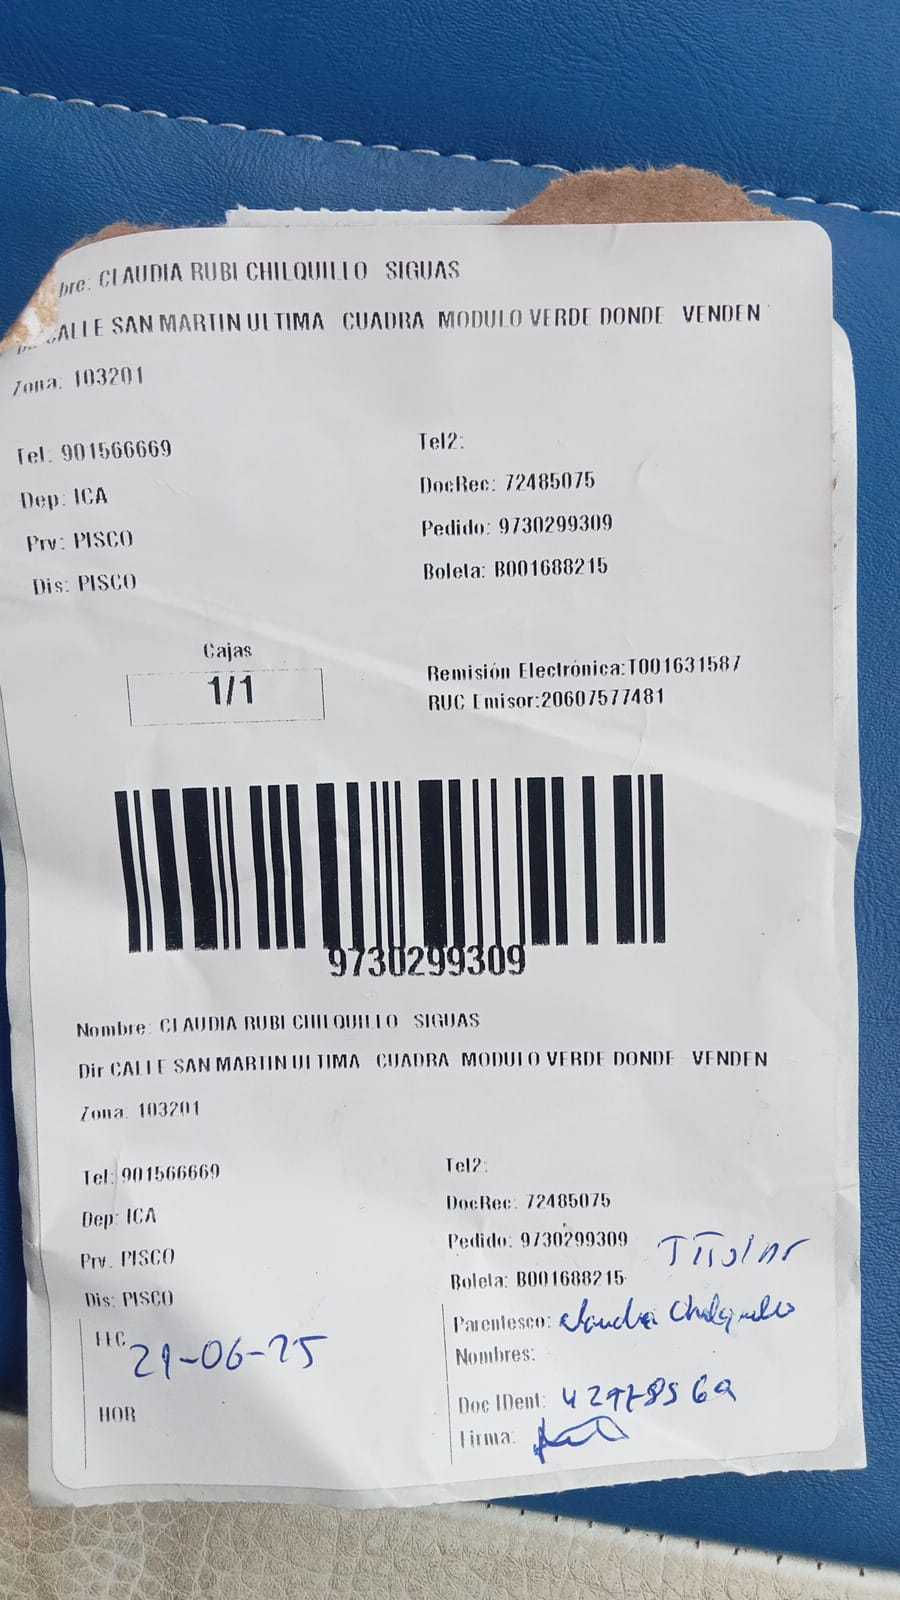 bre: CLAUDIA RUBI CHILQUILLO SIGUAS
CALLE SAN MARTIN ULTIMA CUADRA MODULO VERDE DONDE VENDEN
Zona: 103201
Tel: 901566669
Tel2:
Dep: ICA
DocRec: 72485075
Prv: PISCO
Pedido: 9730299309
Dis: PISCO
Boleta: B001688215
Cajas
1/1
Remisión Electrónica:T001631587
RUC Emisor:20607577481
9730299309
Nombre: CLAUDIA RUBI CHILQUILLO SIGUAS
Dir CALLE SAN MARTIN ULTIMA CUADRA MODULO VERDE DONDE VENDEN
Zona: 103201
Tel: 901566669
Tel2:
Dep: ICA
DocRec: 72485075
Prv. PISCO
Pedido: 9730299309
Titular
Dis: PISCO
Boleta: B001688215
FEC
21-06-25
Parentesco: Claudia Chilquillo
Nombres:
HOR
Doc IDent:
Firma: